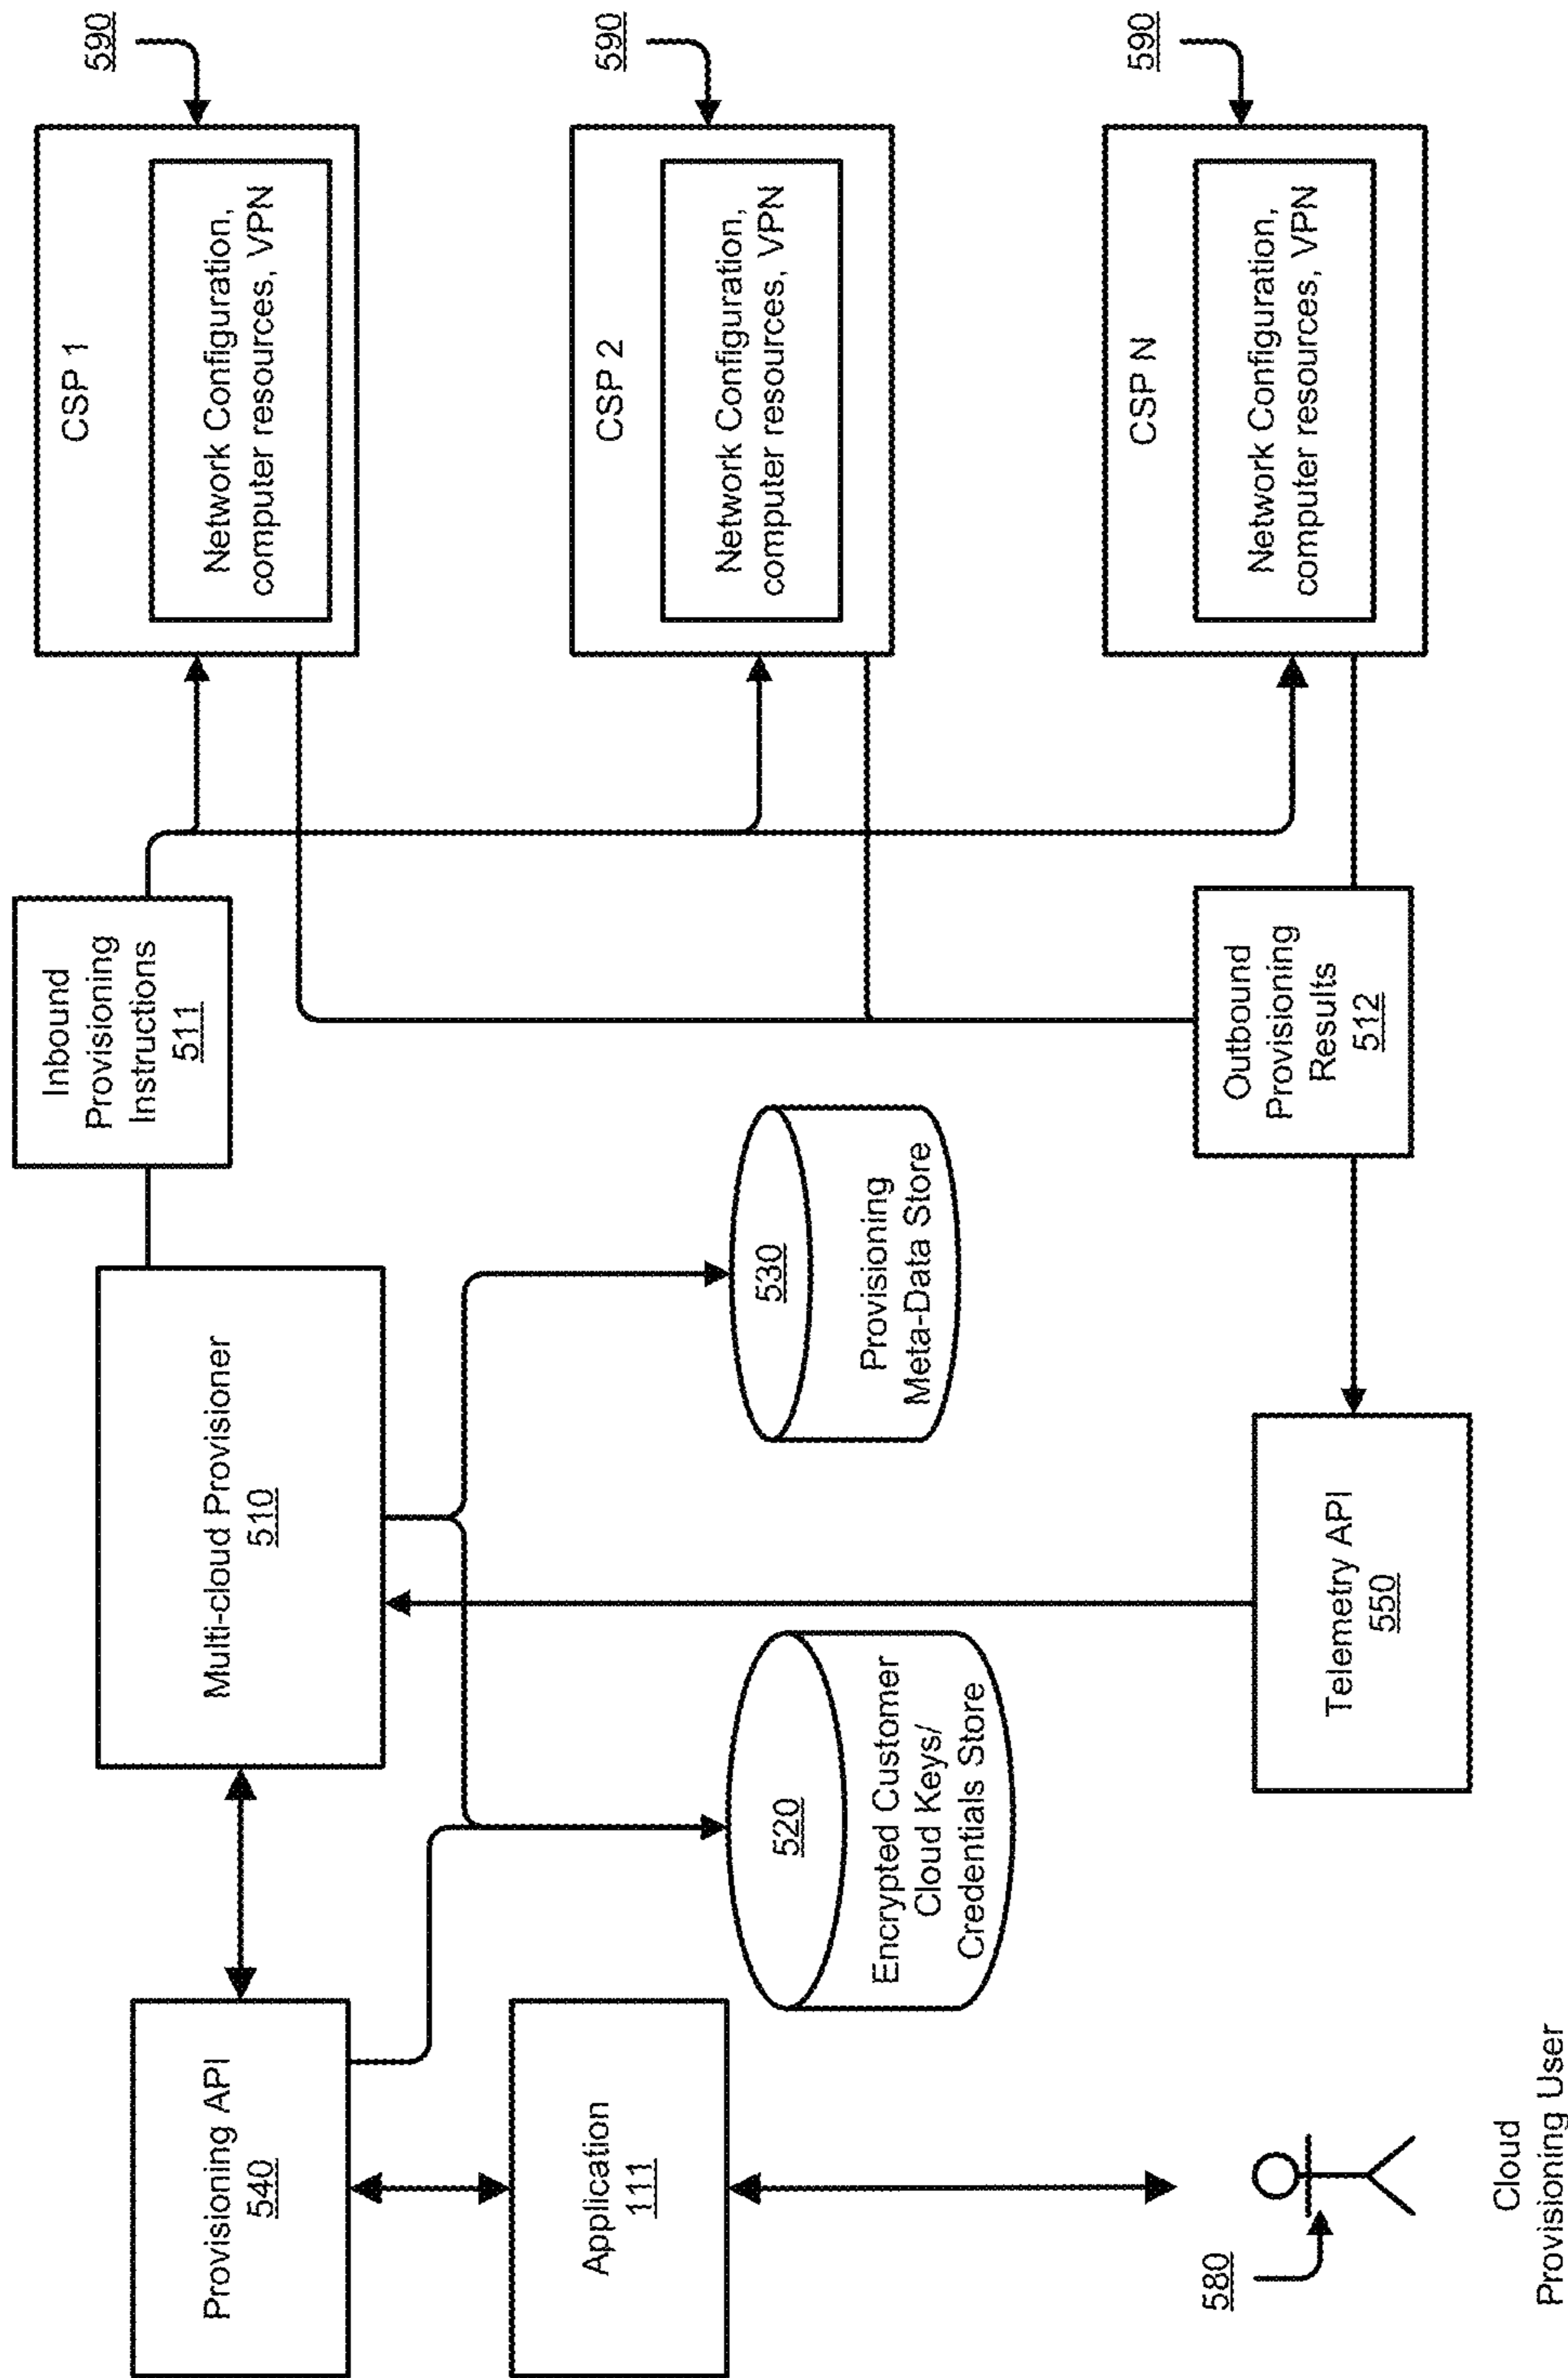 Provisioning API
540
Application
111
580
Cloud
Provisioning User
Multi-cloud Provisioner
510
520
Encrypted Customer
Cloud Keys/
Credentials Store
530
Provisioning
Meta-Data Store
Telemetry API
550
Inbound
Provisioning
Instructions
511
Outbound
Provisioning
Results
512
CSP 1
Network Configuration,
computer resources, VPN
590
CSP 2
Network Configuration,
computer resources, VPN
590
CSP N
Network Configuration,
computer resources, VPN
590